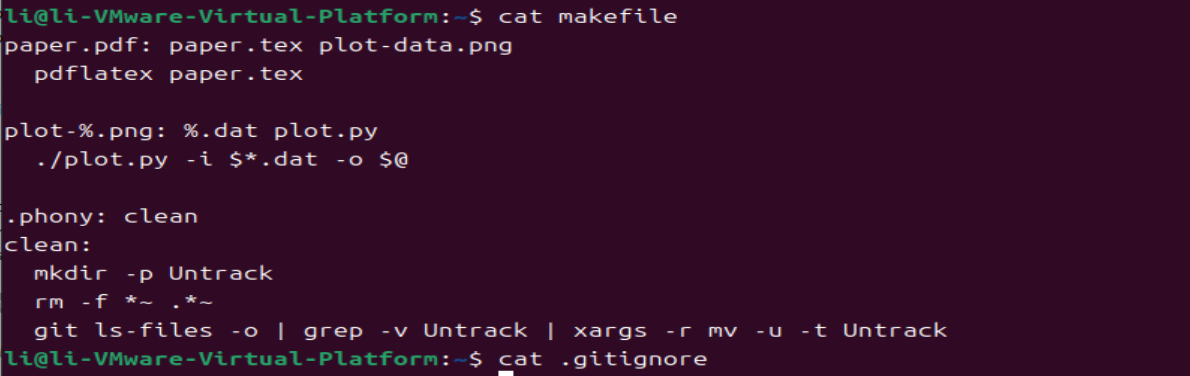 li@li-VMware-Virtual-Platform:~$ cat makefile
paper.pdf: paper.tex plot-data.png
  pdflatex paper.tex

plot-%.png: %.dat plot.py
  ./plot.py -i $*.dat -o $@

.phony: clean
clean:
  mkdir -p Untrack
  rm -f *~ .*~
  git ls-files -o | grep -v Untrack | xargs -r mv -u -t Untrack
li@li-VMware-Virtual-Platform:~$ cat .gitignore